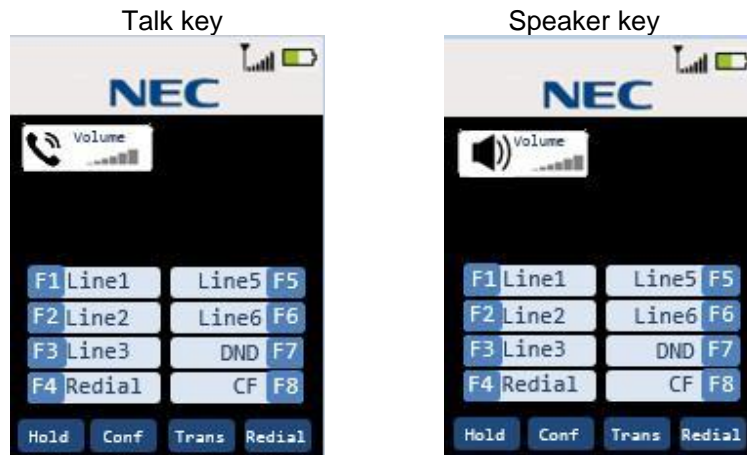 Talk key
NEC
Volume
F1 Line1 Line5 F5
F2 Line2 Line6 F6
F3 Line3 DND F7
F4 Redial CF F8
Hold Conf Trans Redial
Speaker key
NEC
Volume
F1 Line1 Line5 F5
F2 Line2 Line6 F6
F3 Line3 DND F7
F4 Redial CF F8
Hold Conf Trans Redial